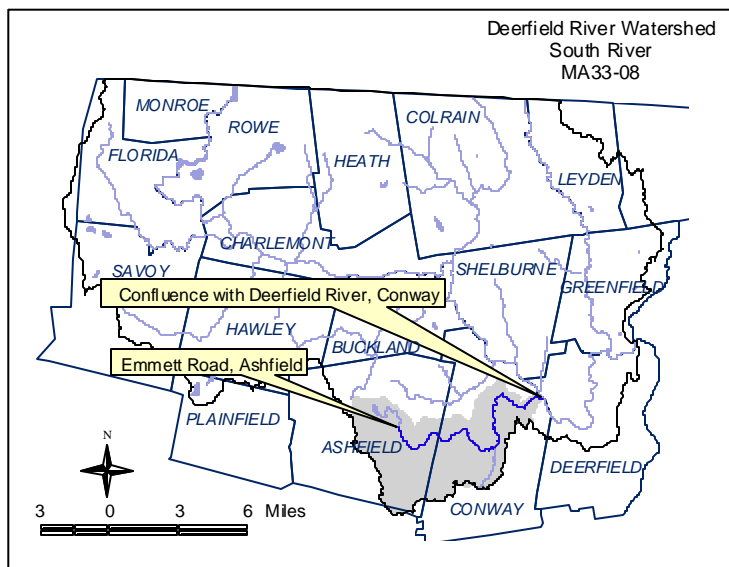 Deerfield River Watershed
South River
MA33-08
MONROE
ROWE
COLRAIN
FLORIDA
HEATH
LEYDEN
CHARLEMONT
SAVOY
SHELBURNE
GREENFIELD
Confluence with Deerfield River, Conway
HAWLEY
BUCKLAND
Emmett Road, Ashfield
PLAINFIELD
ASHFIELD
DEERFIELD
CONWAY
N
3 0 3 6 Miles